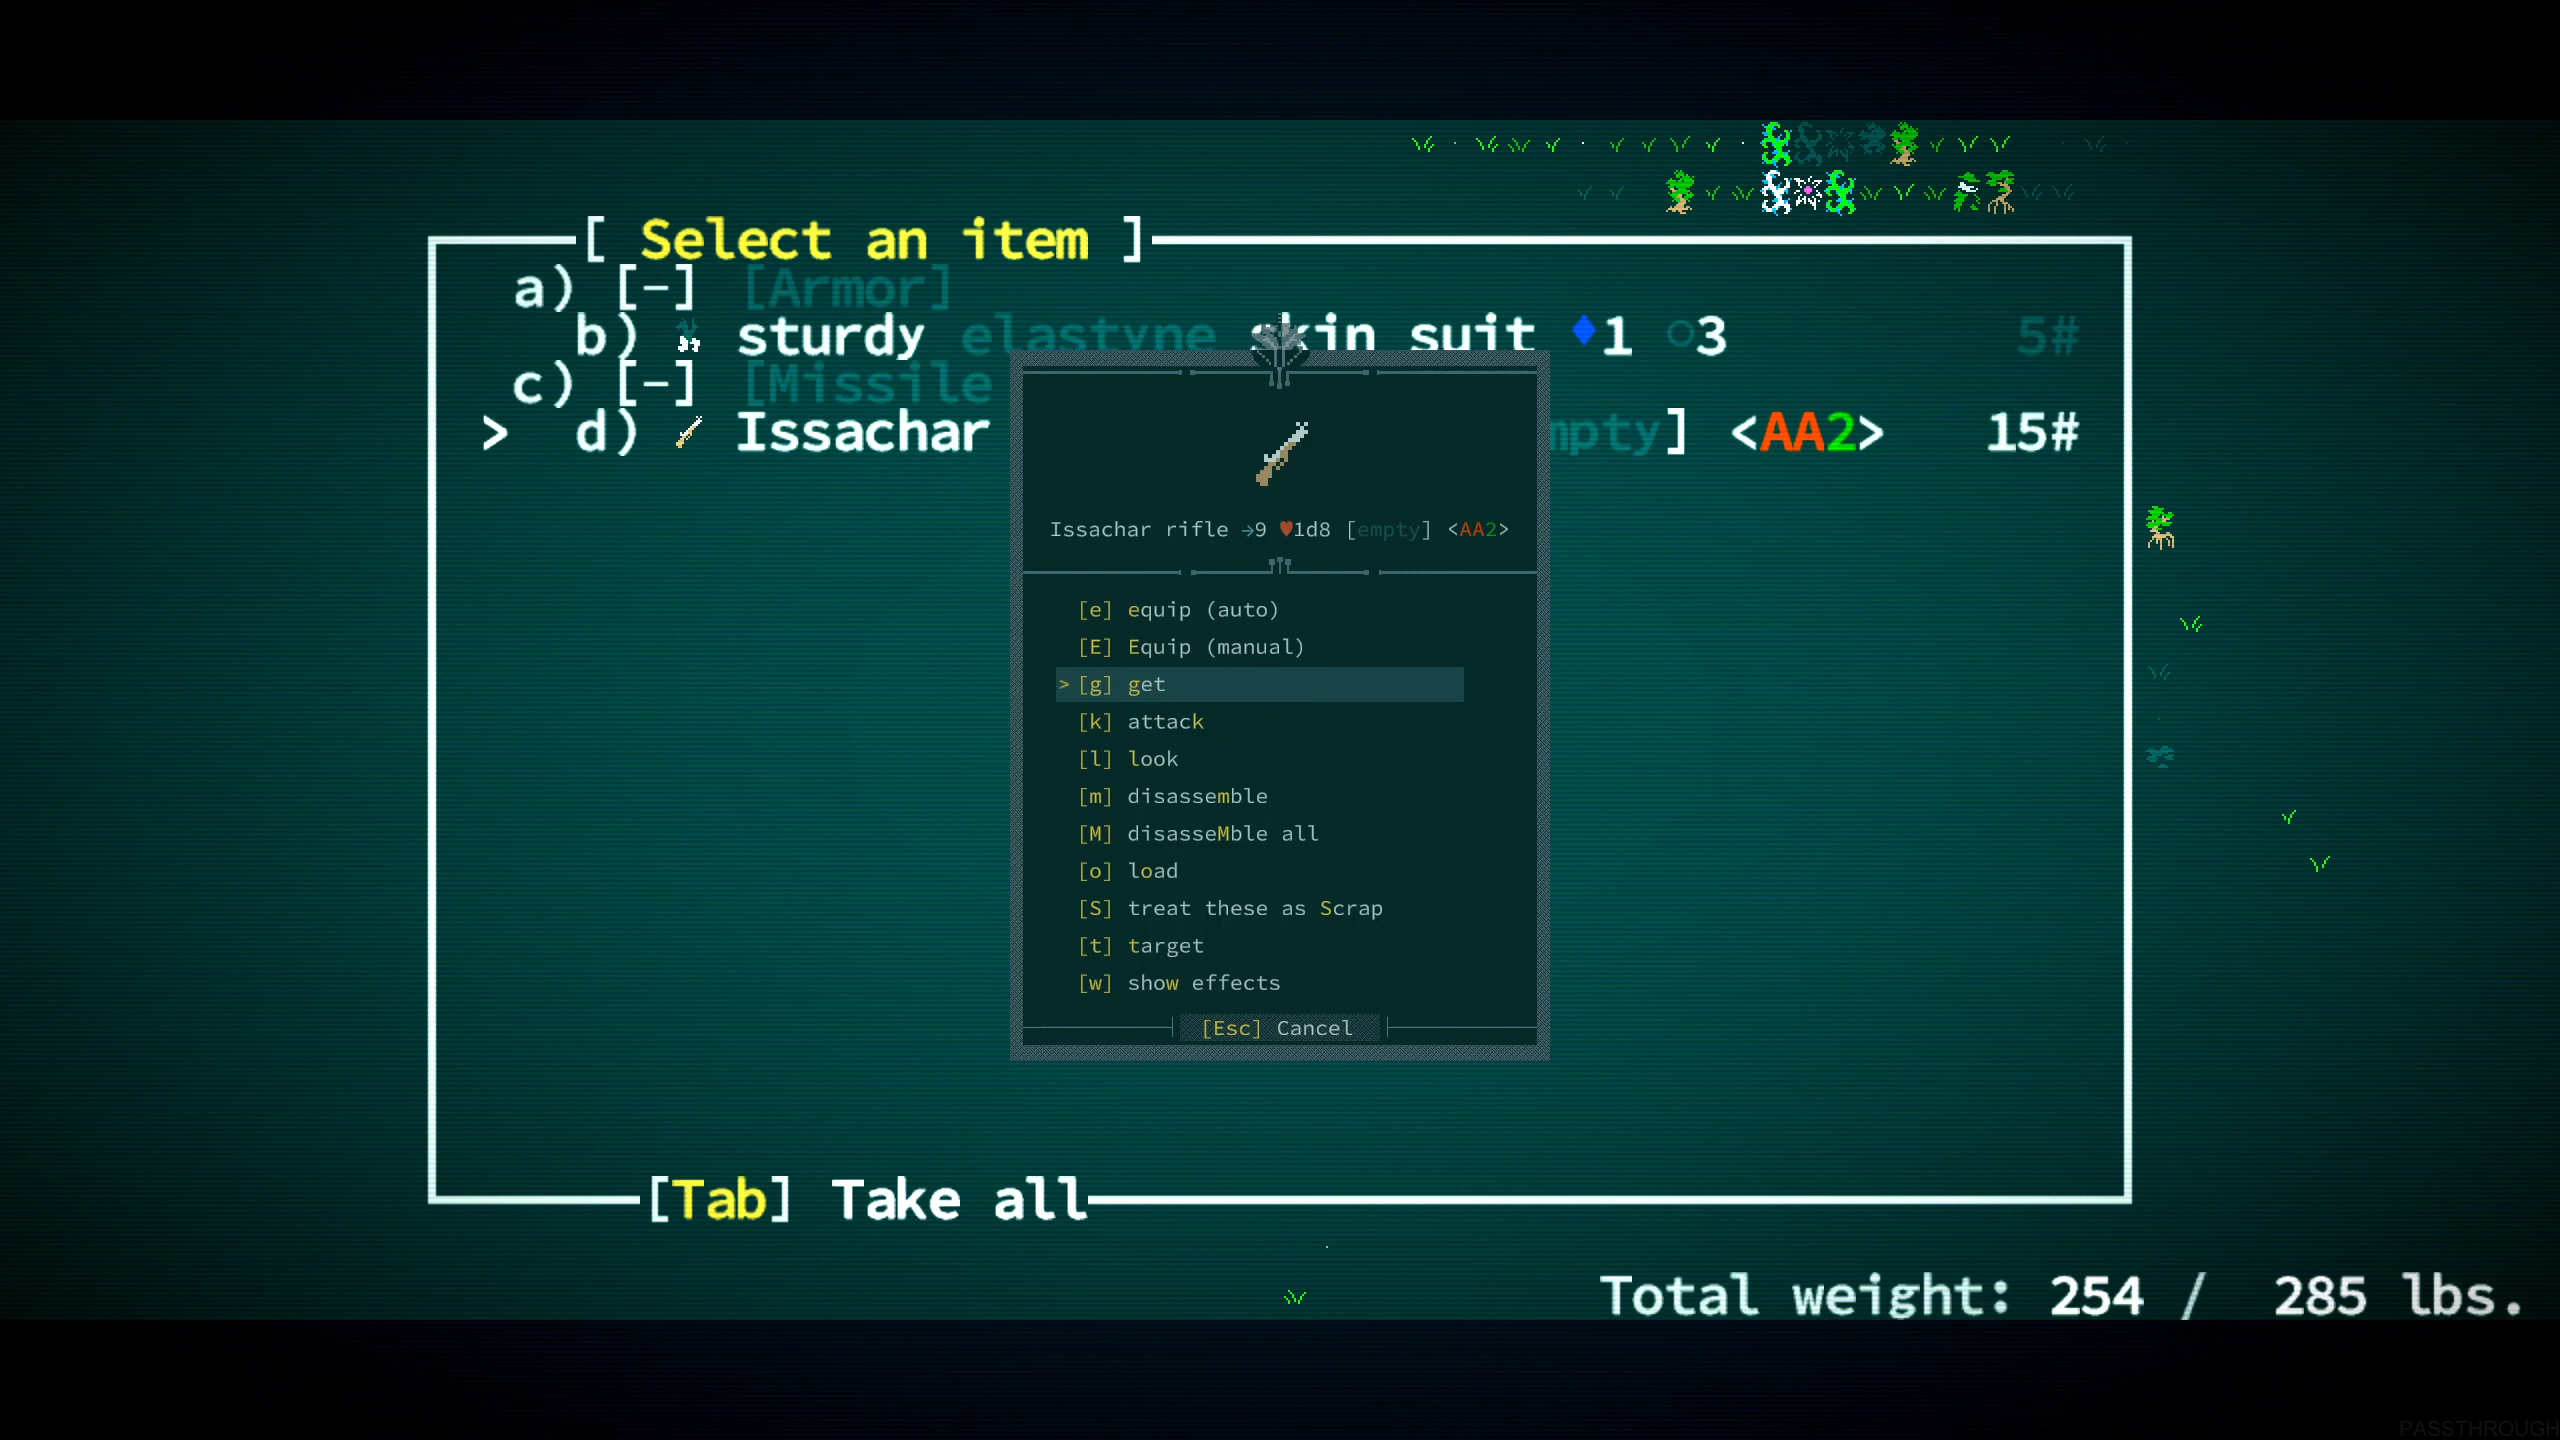 [ Select an item ]
a) [-] [Armor]
b) sturdy elastyne skin suit ♦1 ○3 5#
c) [-] [Missile
> d) Issachar mpty] <AA2> 15#
Issachar rifle →9 ♥1d8 [empty] <AA2>
[e] equip (auto)
[E] Equip (manual)
> [g] get
[k] attack
[l] look
[m] disassemble
[M] disasseMble all
[o] load
[S] treat these as Scrap
[t] target
[w] show effects
[Esc] Cancel
[Tab] Take all
Total weight: 254 / 285 lbs.
PASSTHROUGH